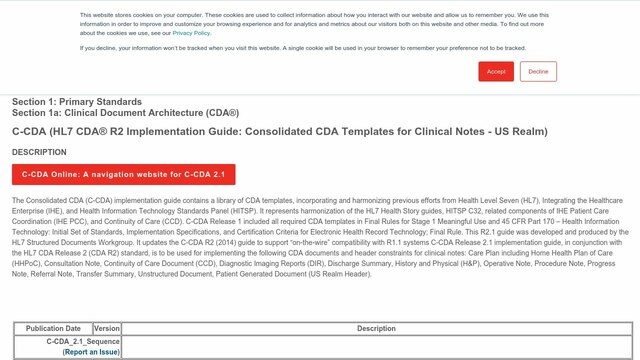 This website stores cookies on your computer. These cookies are used to collect information about how you interact with our website and allow us to remember you. We use this
information in order to improve and customize your browsing experience and for analytics and metrics about our visitors both on this website and other media. To find out more
about the cookies we use, see our Privacy Policy.
If you decline, your information won't be tracked when you visit this website. A single cookie will be used in your browser to remember your preference not to be tracked.
Accept
Decline
Section 1: Primary Standards
Section 1a: Clinical Document Architecture (CDA®)
C-CDA (HL7 CDA® R2 Implementation Guide: Consolidated CDA Templates for Clinical Notes - US Realm)
DESCRIPTION
C-CDA Online: A navigation website for C-CDA 2.1
The Consolidated CDA (C-CDA) implementation guide contains a library of CDA templates, incorporating and harmonizing previous efforts from Health Level Seven (HL7), Integrating the Healthcare
Enterprise (IHE), and Health Information Technology Standards Panel (HITSP). It represents harmonization of the HL7 Health Story guides, HITSP C32, related components of IHE Patient Care
Coordination (IHE PCC), and Continuity of Care (CCD). C-CDA Release 1 included all required CDA templates in Final Rules for Stage 1 Meaningful Use and 45 CFR Part 170 – Health Information
Technology: Initial Set of Standards, Implementation Specifications, and Certification Criteria for Electronic Health Record Technology; Final Rule. This R2.1 guide was developed and produced by the
HL7 Structured Documents Workgroup. It updates the C-CDA R2 (2014) guide to support “on-the-wire” compatibility with R1.1 systems C-CDA Release 2.1 implementation guide, in conjunction with
the HL7 CDA Release 2 (CDA R2) standard, is to be used for implementing the following CDA documents and header constraints for clinical notes: Care Plan including Home Health Plan of Care
(HHPoC), Consultation Note, Continuity of Care Document (CCD), Diagnostic Imaging Reports (DIR), Discharge Summary, History and Physical (H&P), Operative Note, Procedure Note, Progress
Note, Referral Note, Transfer Summary, Unstructured Document, Patient Generated Document (US Realm Header).
Publication Date Version Description
C-CDA_2.1_Sequence
(Report an Issue)